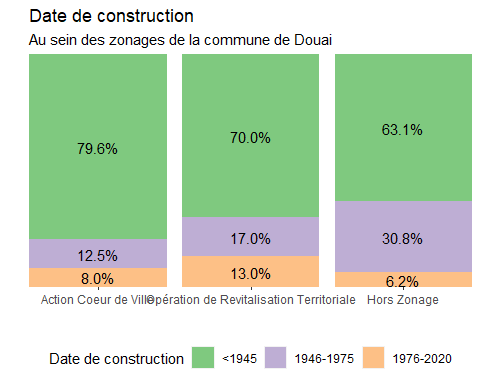 Date de construction
Au sein des zonages de la commune de Douai
79.6% 70.0% 63.1%
12.5% 17.0% 30.8%
8.0% 13.0% 6.2%
Action Coeur de Ville Opération de Revitalisation Territoriale Hors Zonage
Date de construction <1945 1946-1975 1976-2020